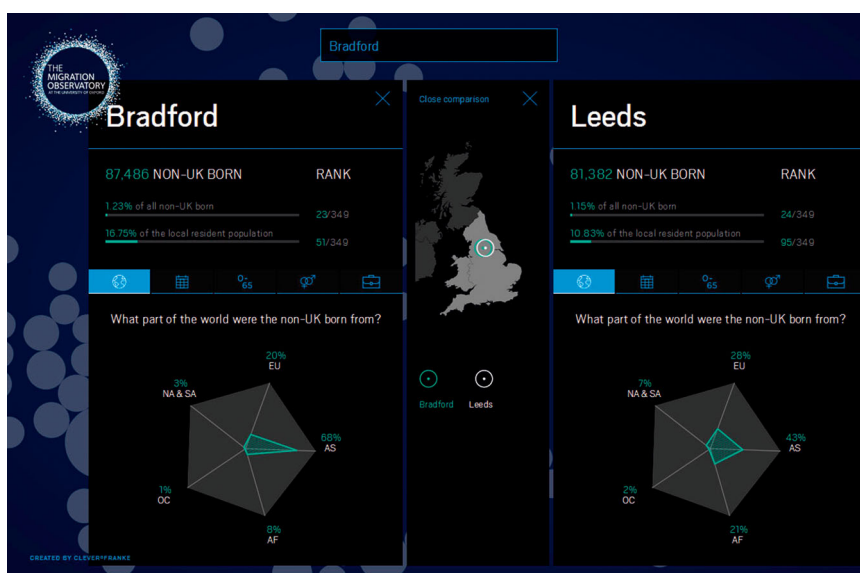 Bradford
THE
MIGRATION
OBSERVATORY
AT THE UNIVERSITY OF OXFORD
Bradford
87,486 NON-UK BORN RANK
1.23% of all non-UK born
23/349
16.75% of the local resident population
51/349
0-
65
What part of the world were the non-UK born from?
20%
EU
3%
NA & SA
68%
AS
1%
OC
8%
AF
Close comparison
Bradford Leeds
Leeds
81,382 NON-UK BORN RANK
1.15% of all non-UK born
24/349
10.83% of the local resident population
95/349
0-
65
What part of the world were the non-UK born from?
28%
EU
7%
NA & SA
43%
AS
2%
OC
21%
AF
CREATED BY CLEVER°FRANKE